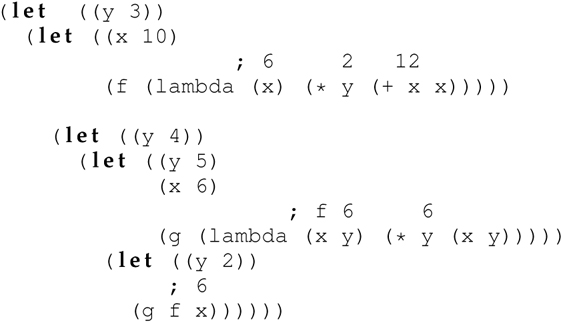 (let ((y 3))
(let ((x 10)
; 6 2 12
(f (lambda (x) (* y (+ x x)))))
(let ((y 4))
(let ((y 5)
(x 6)
; f 6 6
(g (lambda (x y) (* y (x y)))))
(let ((y 2))
; 6
(g f x))))))